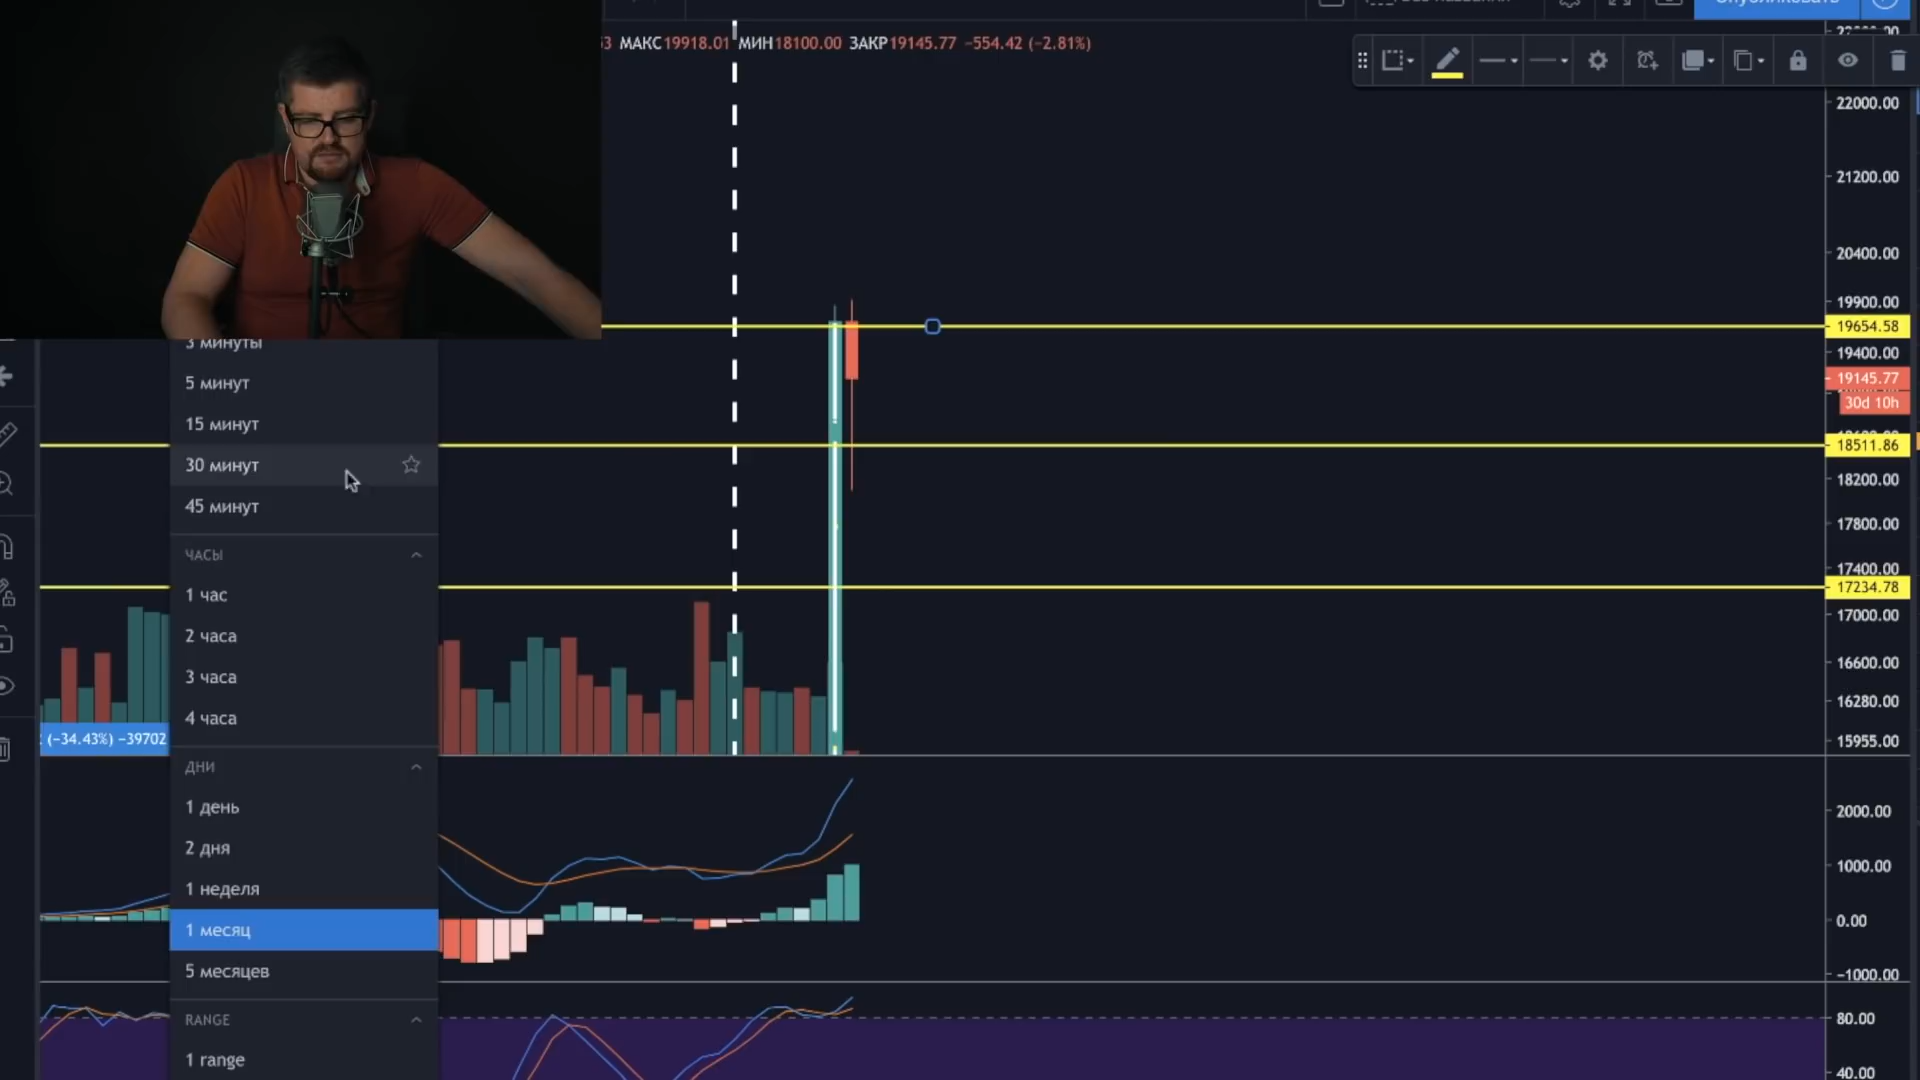 МАКС19918.01 МИН18100.00 ЗАКР19145.77 −554.42 (−2.81%)
22000.00
21200.00
20400.00
19900.00
19654.58
19400.00
19145.77
30d 10h
18511.86
18200.00
17800.00
17400.00
17234.78
17000.00
16600.00
16280.00
15955.00
2000.00
1000.00
0.00
−1000.00
80.00
40.00
3 минуты
5 минут
15 минут
30 минут
45 минут
ЧАСЫ
1 час
2 часа
3 часа
4 часа
ДНИ
1 день
2 дня
1 неделя
1 месяц
5 месяцев
RANGE
1 range
(−34.43%) −39702